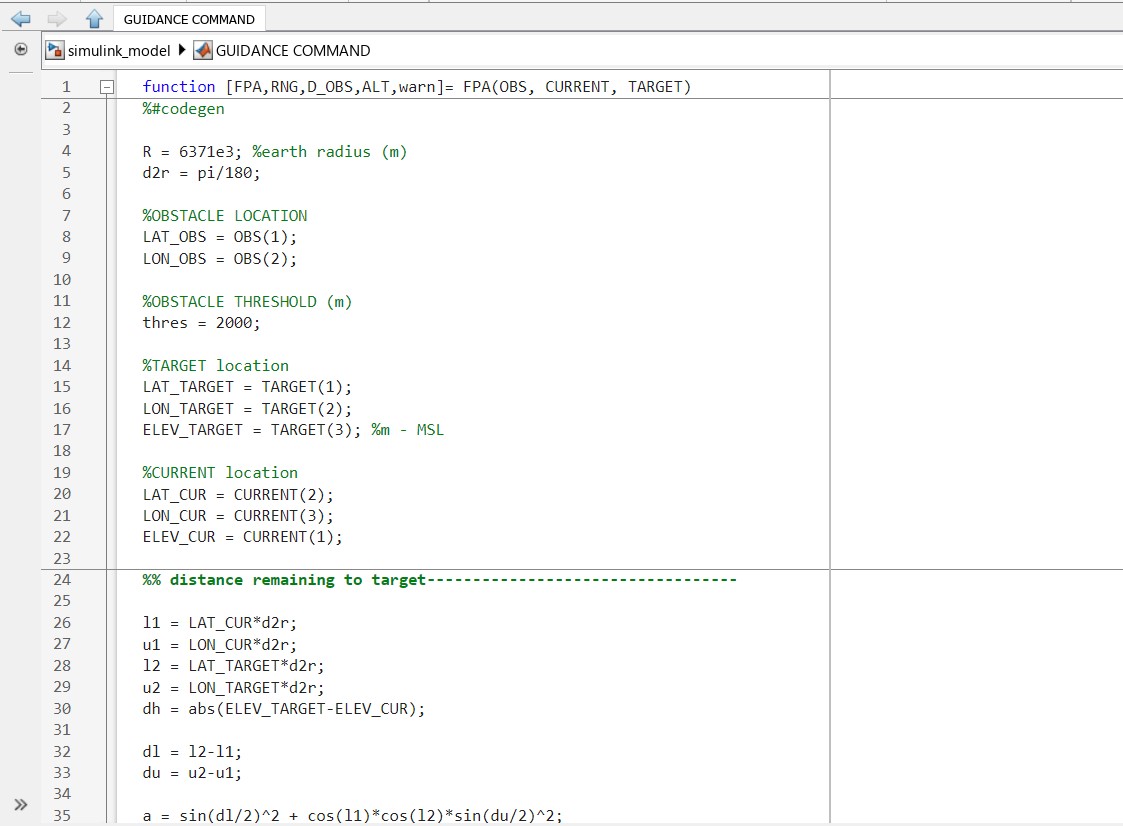 GUIDANCE COMMAND
simulink_model GUIDANCE COMMAND
1 function [FPA,RNG,D_OBS,ALT,warn]= FPA(OBS, CURRENT, TARGET)
2 %#codegen
3
4 R = 6371e3; %earth radius (m)
5 d2r = pi/180;
6
7 %OBSTACLE LOCATION
8 LAT_OBS = OBS(1);
9 LON_OBS = OBS(2);
10
11 %OBSTACLE THRESHOLD (m)
12 thres = 2000;
13
14 %TARGET location
15 LAT_TARGET = TARGET(1);
16 LON_TARGET = TARGET(2);
17 ELEV_TARGET = TARGET(3); %m - MSL
18
19 %CURRENT location
20 LAT_CUR = CURRENT(2);
21 LON_CUR = CURRENT(3);
22 ELEV_CUR = CURRENT(1);
23
24 %% distance remaining to target----------------------------------
25
26 l1 = LAT_CUR*d2r;
27 u1 = LON_CUR*d2r;
28 l2 = LAT_TARGET*d2r;
29 u2 = LON_TARGET*d2r;
30 dh = abs(ELEV_TARGET-ELEV_CUR);
31
32 dl = l2-l1;
33 du = u2-u1;
34
35 a = sin(dl/2)^2 + cos(l1)*cos(l2)*sin(du/2)^2;